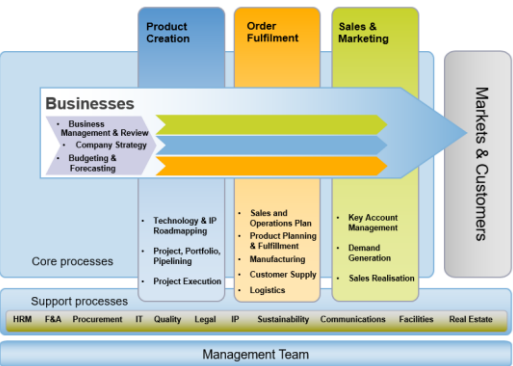 Product
Creation
Order
Fulfilment
Sales &
Marketing
Businesses
• Business
Management & Review
• Company Strategy
• Budgeting &
Forecasting
Markets & Customers
• Technology & IP
Roadmapping
• Project, Portfolio,
Pipelining
• Project Execution
• Sales and
Operations Plan
• Product Planning
& Fulfillment
• Manufacturing
• Customer Supply
• Logistics
• Key Account
Management
• Demand
Generation
• Sales Realisation
Core processes
Support processes
HRM F&A Procurement IT Quality Legal IP Sustainability Communications Facilities Real Estate
Management Team